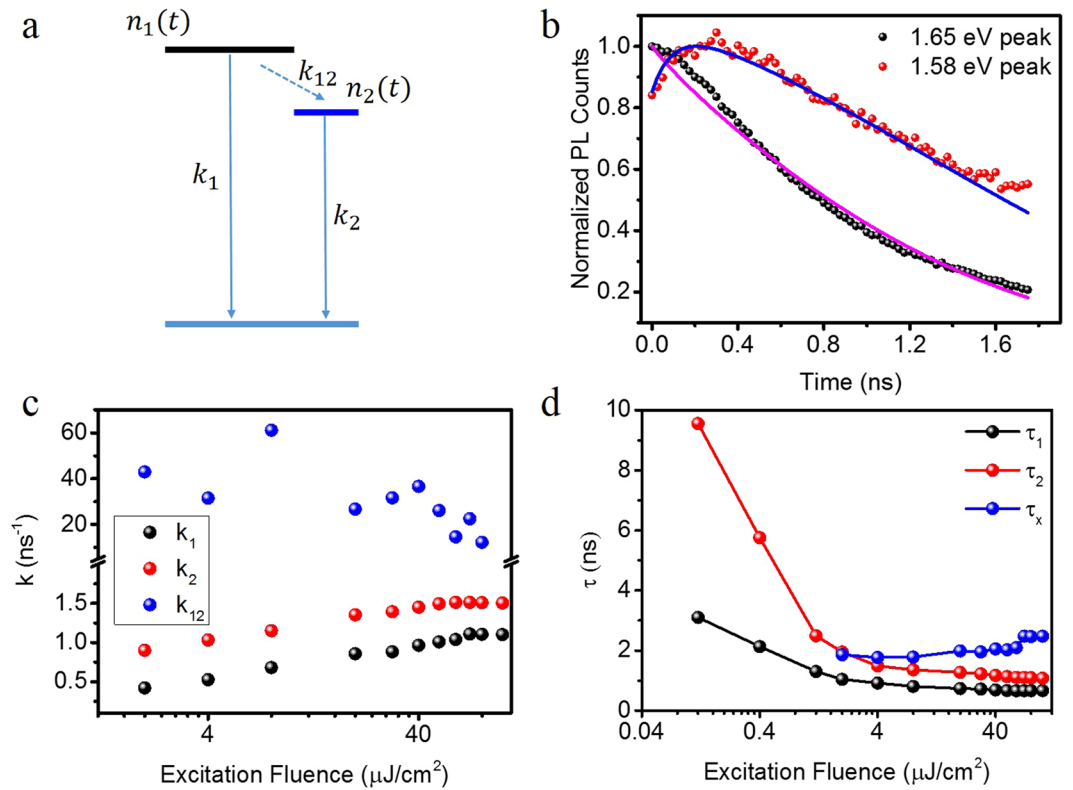 a
n₁(t)
k₁₂
n₂(t)
k₁
k₂
b
1.65 eV peak
1.58 eV peak
1.0
0.8
0.6
0.4
0.2
Normalized PL Counts
0.0 0.4 0.8 1.2 1.6
Time (ns)
c
60
40
20
1.5
1.0
0.5
k (ns⁻¹)
k₁
k₂
k₁₂
4 40
Excitation Fluence (μJ/cm²)
d
10
8
6
4
2
0
τ (ns)
τ₁
τ₂
τₓ
0.04 0.4 4 40
Excitation Fluence (μJ/cm²)